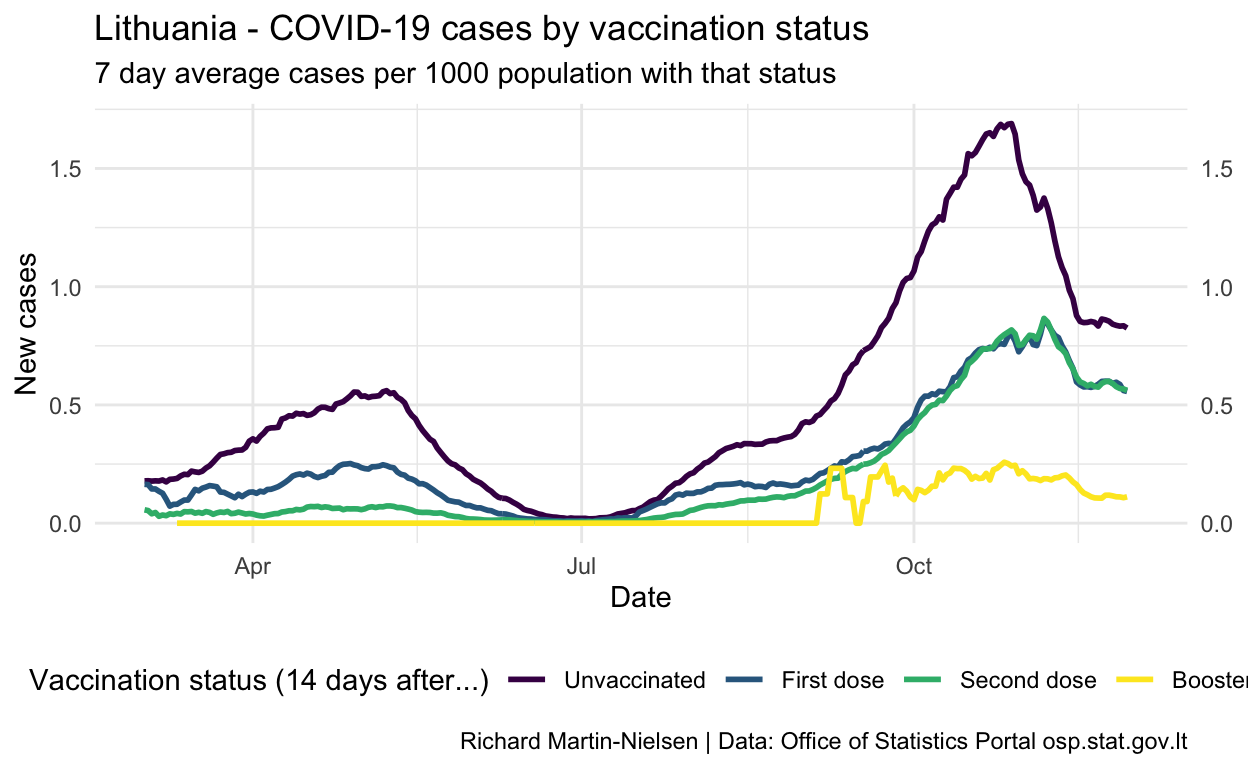 Lithuania - COVID-19 cases by vaccination status
7 day average cases per 1000 population with that status
1.5 1.5
1.0 1.0
0.5 0.5
0.0 0.0
New cases
Apr Jul Oct
Date
Vaccination status (14 days after...) Unvaccinated First dose Second dose Booster
Richard Martin-Nielsen | Data: Office of Statistics Portal osp.stat.gov.lt